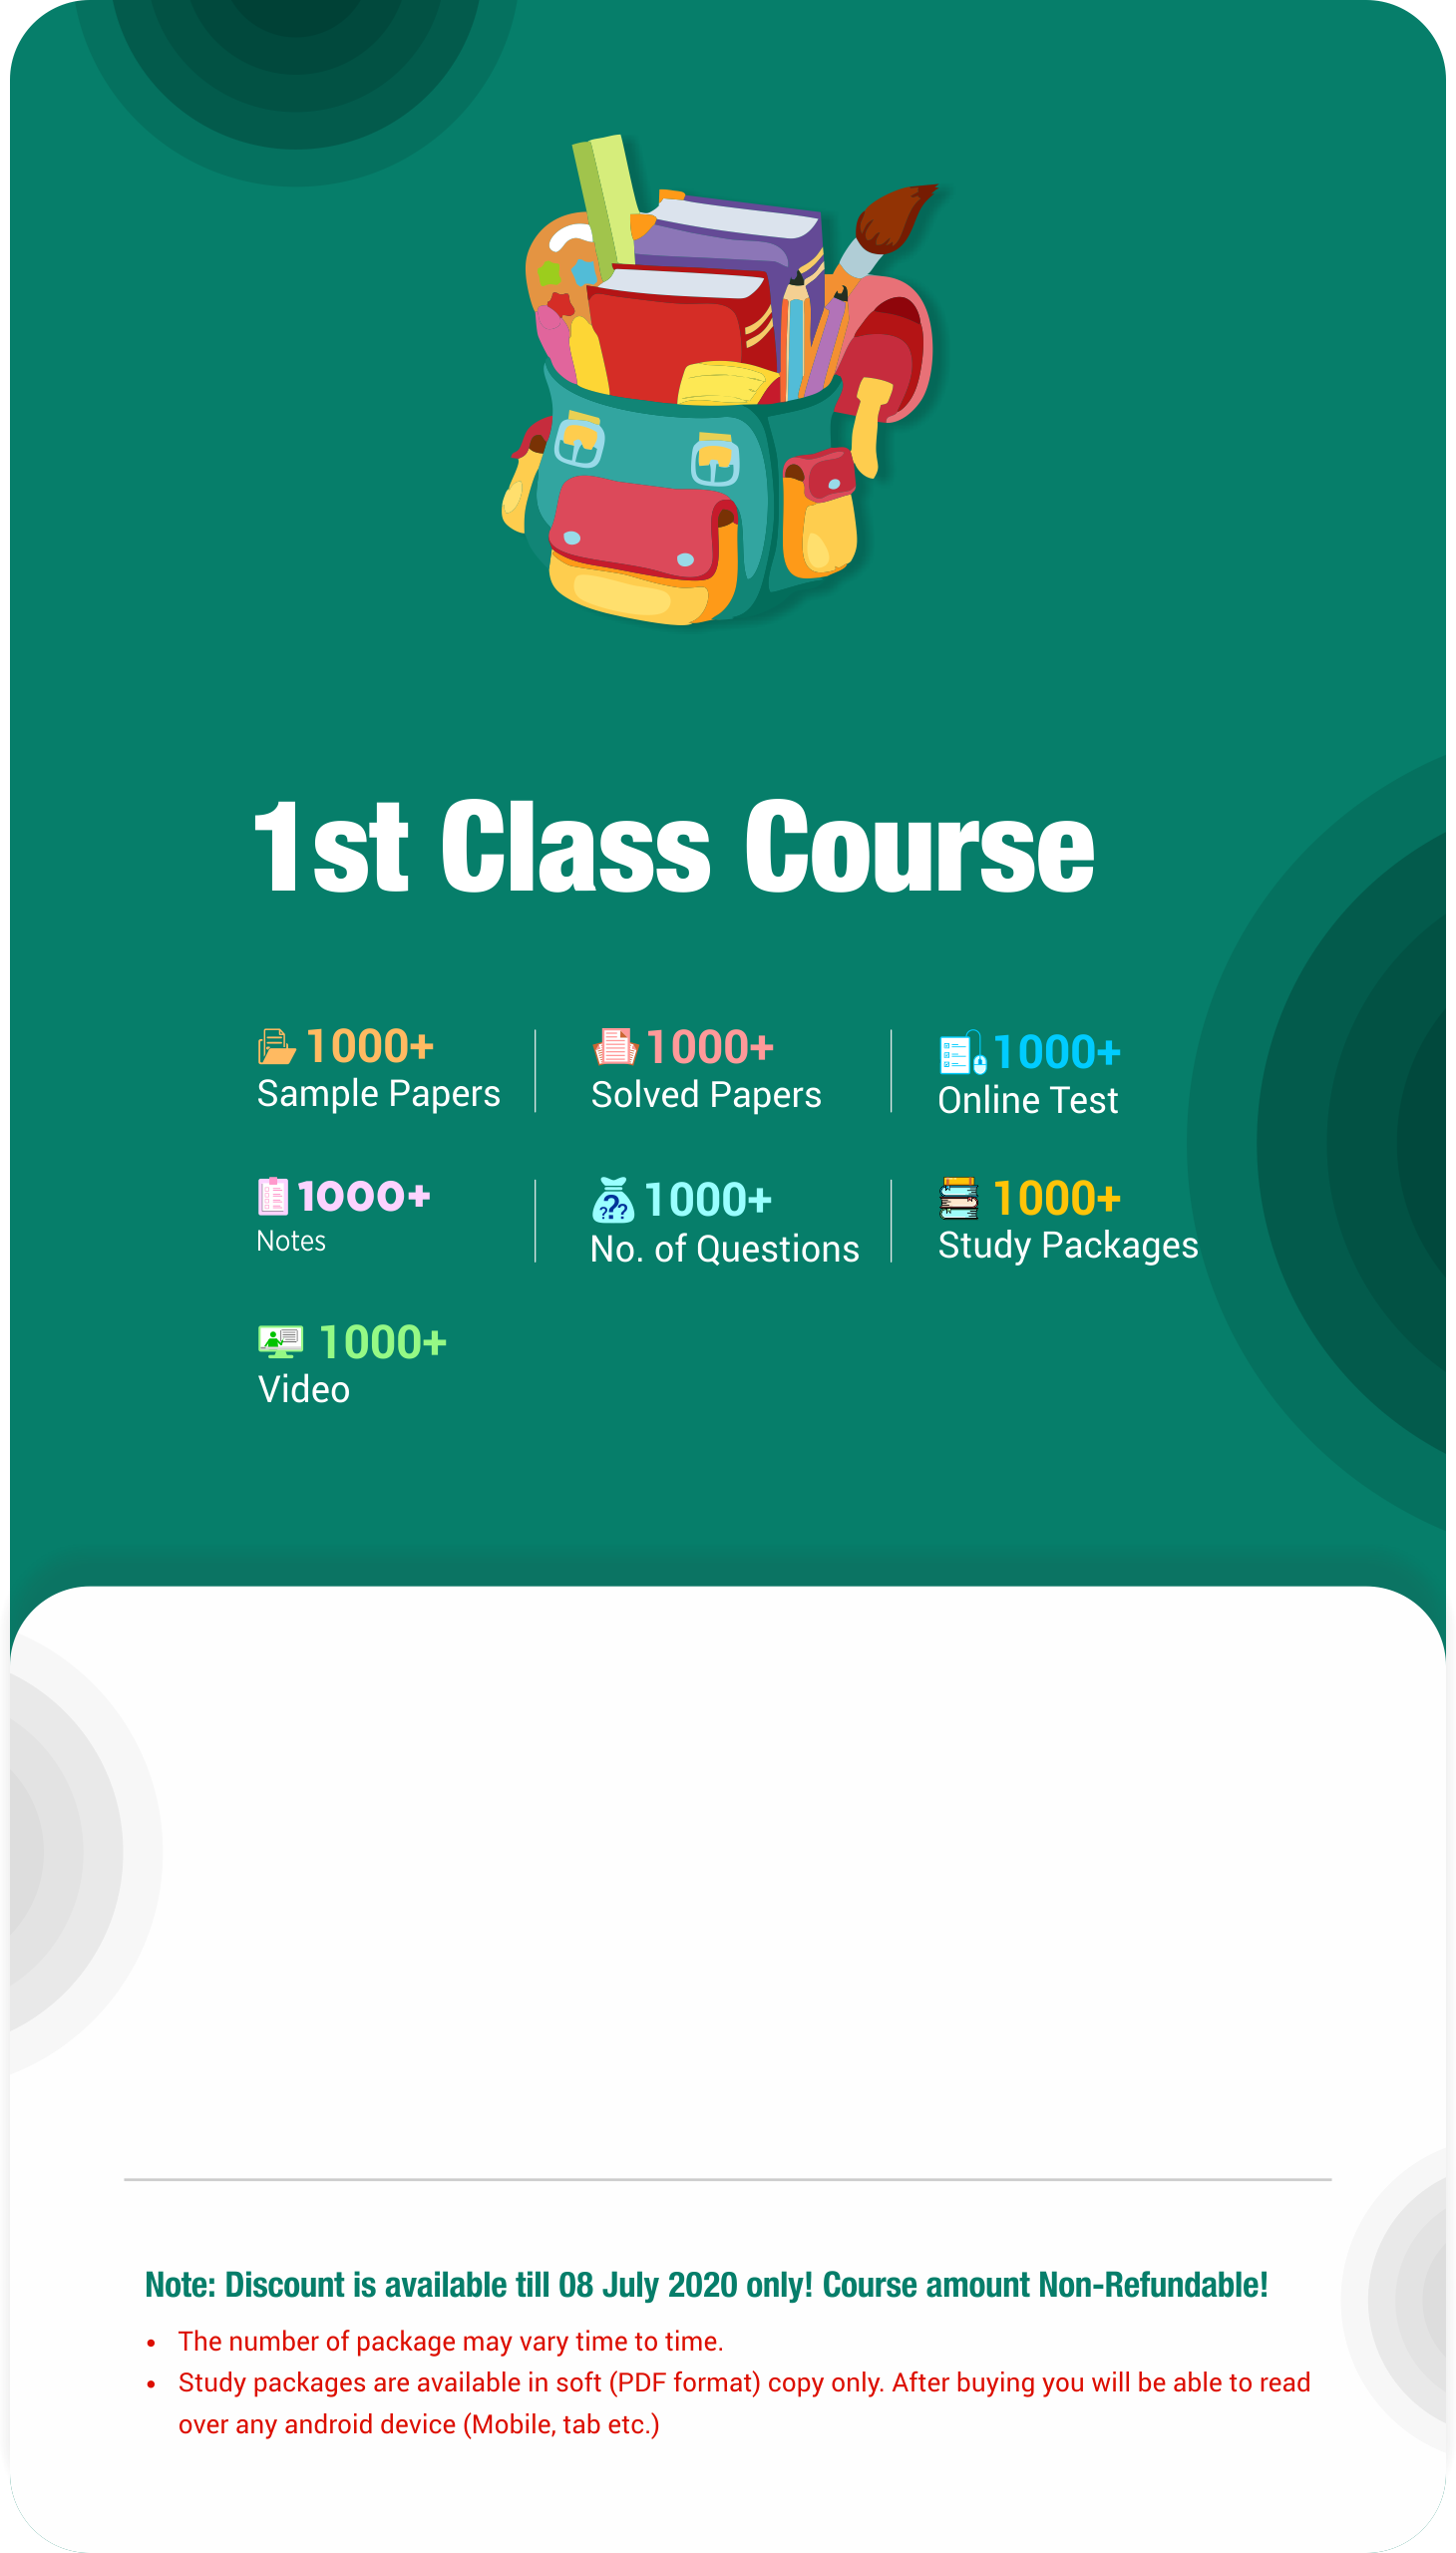 1st Class Course
1000+
Sample Papers
1000+
Solved Papers
1000+
Online Test
1000+
Notes
??? 1000+
No. of Questions
1000+
Study Packages
1000+
Video
Note: Discount is available till 08 July 2020 only! Course amount Non-Refundable!
• The number of package may vary time to time.
• Study packages are available in soft (PDF format) copy only. After buying you will be able to read
over any android device (Mobile, tab etc.)